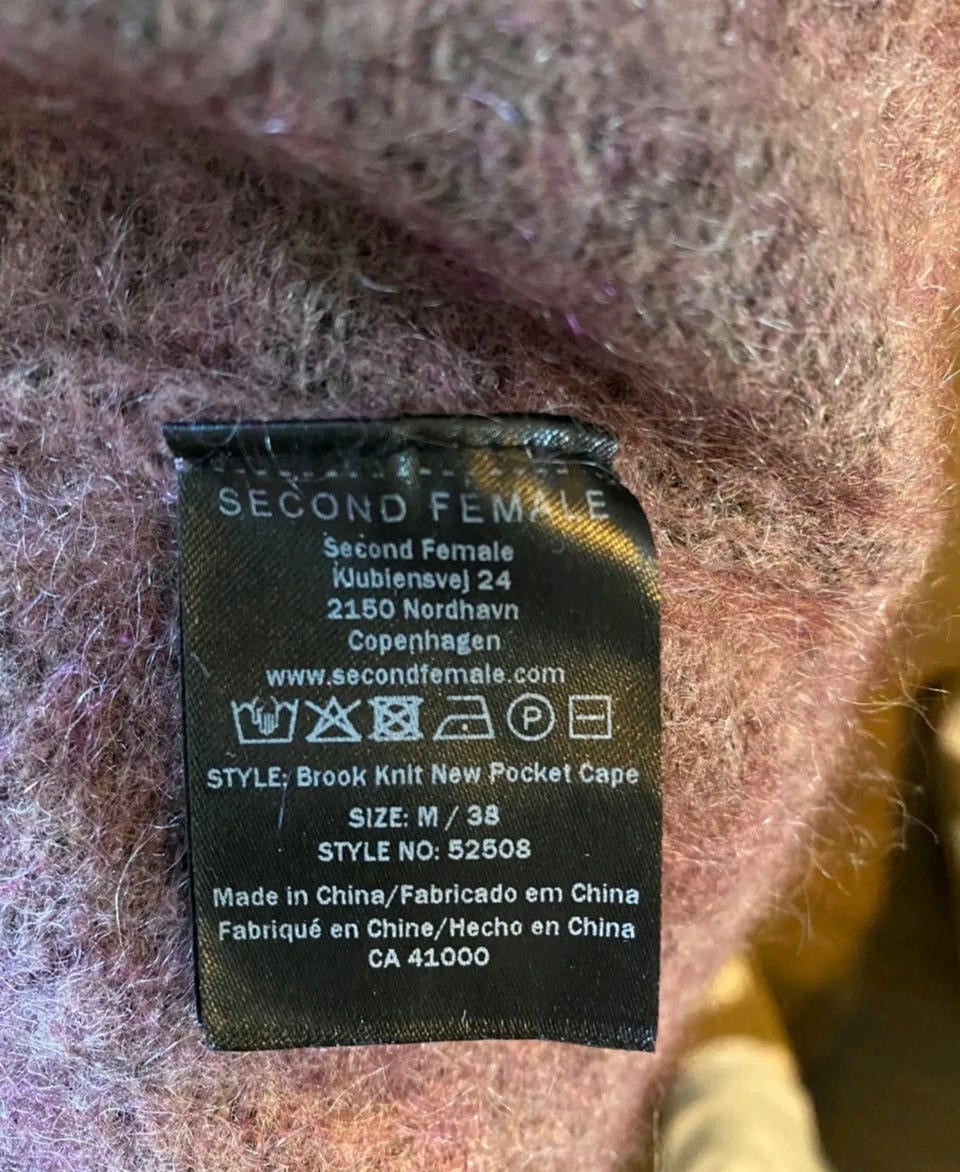 SECOND FEMALE
Second Female
Klubiensvej 24
2150 Nordhavn
Copenhagen
www.secondfemale.com
P
STYLE: Brook Knit New Pocket Cape
SIZE: M / 38
STYLE NO: 52508
Made in China/Fabricado em China
Fabriqué en Chine/Hecho en China
CA 41000